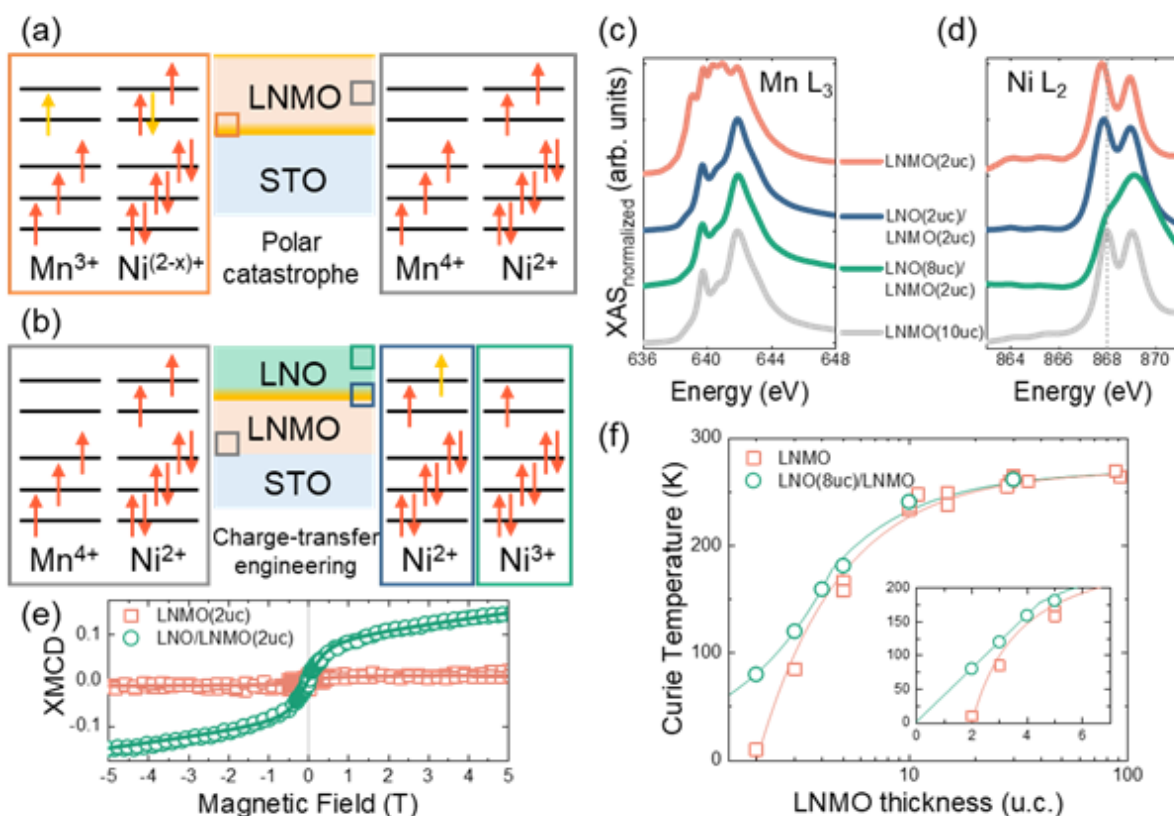 (a)
LNMO
STO
Polar
catastrophe
Mn3+
Ni(2-x)+
Mn4+
Ni2+
(b)
LNO
LNMO
STO
Charge-transfer
engineering
Mn4+
Ni2+
Ni2+
Ni3+
(c)
Mn L3
XASnormalized (arb. units)
636
640
644
648
Energy (eV)
LNMO(2uc)
LNO(2uc)/
LNMO(2uc)
LNO(8uc)/
LNMO(2uc)
LNMO(10uc)
(d)
Ni L2
864
866
868
870
Energy (eV)
(e)
LNMO(2uc)
LNO/LNMO(2uc)
XMCD
0.1
0.0
-0.1
-5 -4 -3 -2 -1 0 1 2 3 4 5
Magnetic Field (T)
(f)
LNMO
LNO(8uc)/LNMO
Curie Temperature (K)
300
200
100
0
200
150
100
50
0
0 2 4 6
10 100
LNMO thickness (u.c.)